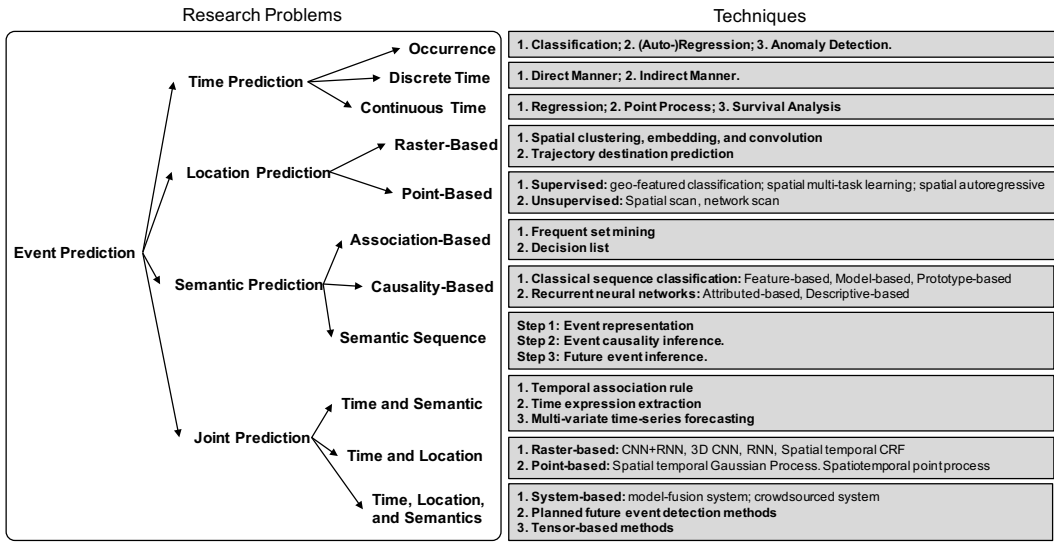 Research Problems
Techniques
Event Prediction
Time Prediction
Occurrence
1. Classification; 2. (Auto-)Regression; 3. Anomaly Detection.
Discrete Time
1. Direct Manner; 2. Indirect Manner.
Continuous Time
1. Regression; 2. Point Process; 3. Survival Analysis
Location Prediction
Raster-Based
1. Spatial clustering, embedding, and convolution
2. Trajectory destination prediction
Point-Based
1. Supervised: geo-featured classification; spatial multi-task learning; spatial autoregressive
2. Unsupervised: Spatial scan, network scan
Semantic Prediction
Association-Based
1. Frequent set mining
2. Decision list
Causality-Based
1. Classical sequence classification: Feature-based, Model-based, Prototype-based
2. Recurrent neural networks: Attributed-based, Descriptive-based
Semantic Sequence
Step 1: Event representation
Step 2: Event causality inference.
Step 3: Future event inference.
Joint Prediction
Time and Semantic
1. Temporal association rule
2. Time expression extraction
3. Multi-variate time-series forecasting
Time and Location
1. Raster-based: CNN+RNN, 3D CNN, RNN, Spatial temporal CRF
2. Point-based: Spatial temporal Gaussian Process. Spatiotemporal point process
Time, Location,
and Semantics
1. System-based: model-fusion system; crowdsourced system
2. Planned future event detection methods
3. Tensor-based methods